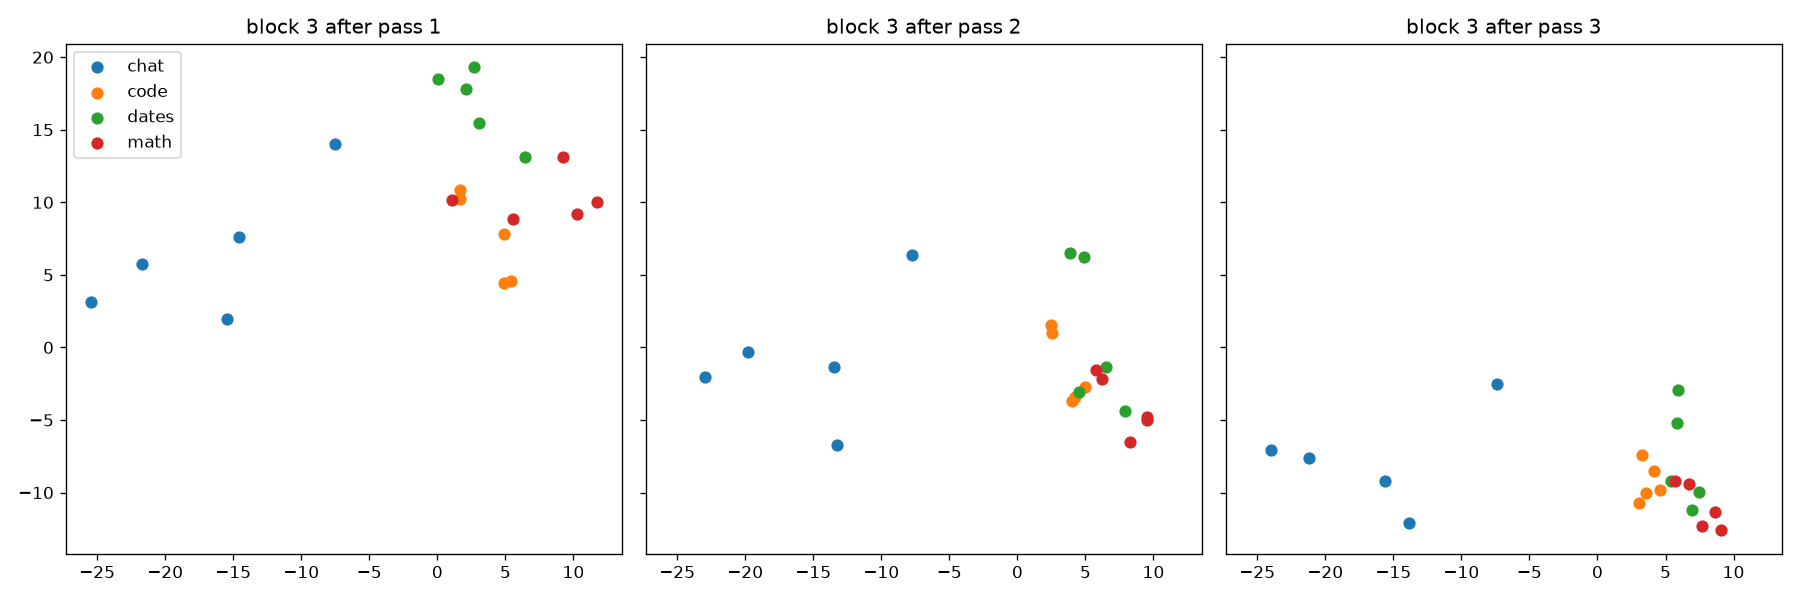 block 3 after pass 1
block 3 after pass 2
block 3 after pass 3
chat
code
dates
math
20
15
10
5
0
−5
−10
−25 −20 −15 −10 −5 0 5 10
−25 −20 −15 −10 −5 0 5 10
−25 −20 −15 −10 −5 0 5 10